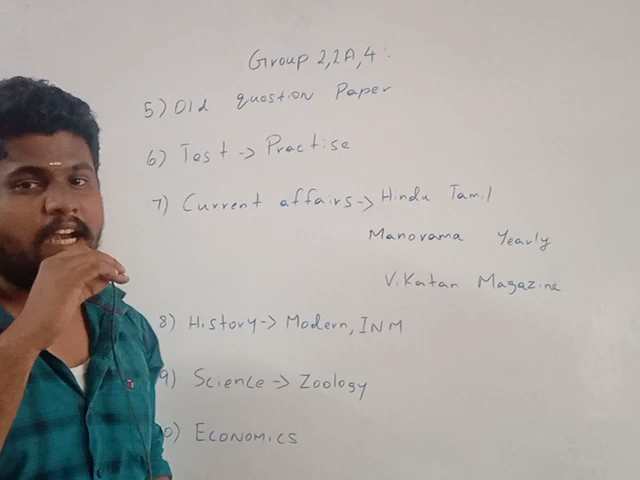 Group 2,2A,4:
5) Old question Paper
6) Test -> Practise
7) Current affairs -> Hindu Tamil
Manorama Yearly
Vikatan Magazine
8) History -> Modern, INM
9) Science -> Zoology
0) ECONOMICS